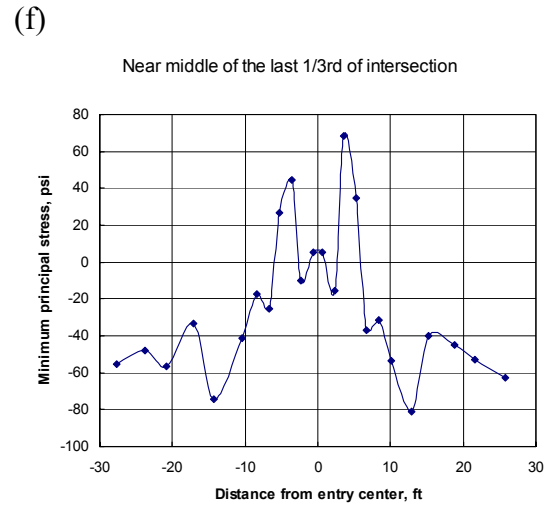 (f)
Near middle of the last 1/3rd of intersection
80
60
40
20
0
-20
-40
-60
-80
-100
Minimum principal stress, psi
-30 -20 -10 0 10 20 30
Distance from entry center, ft